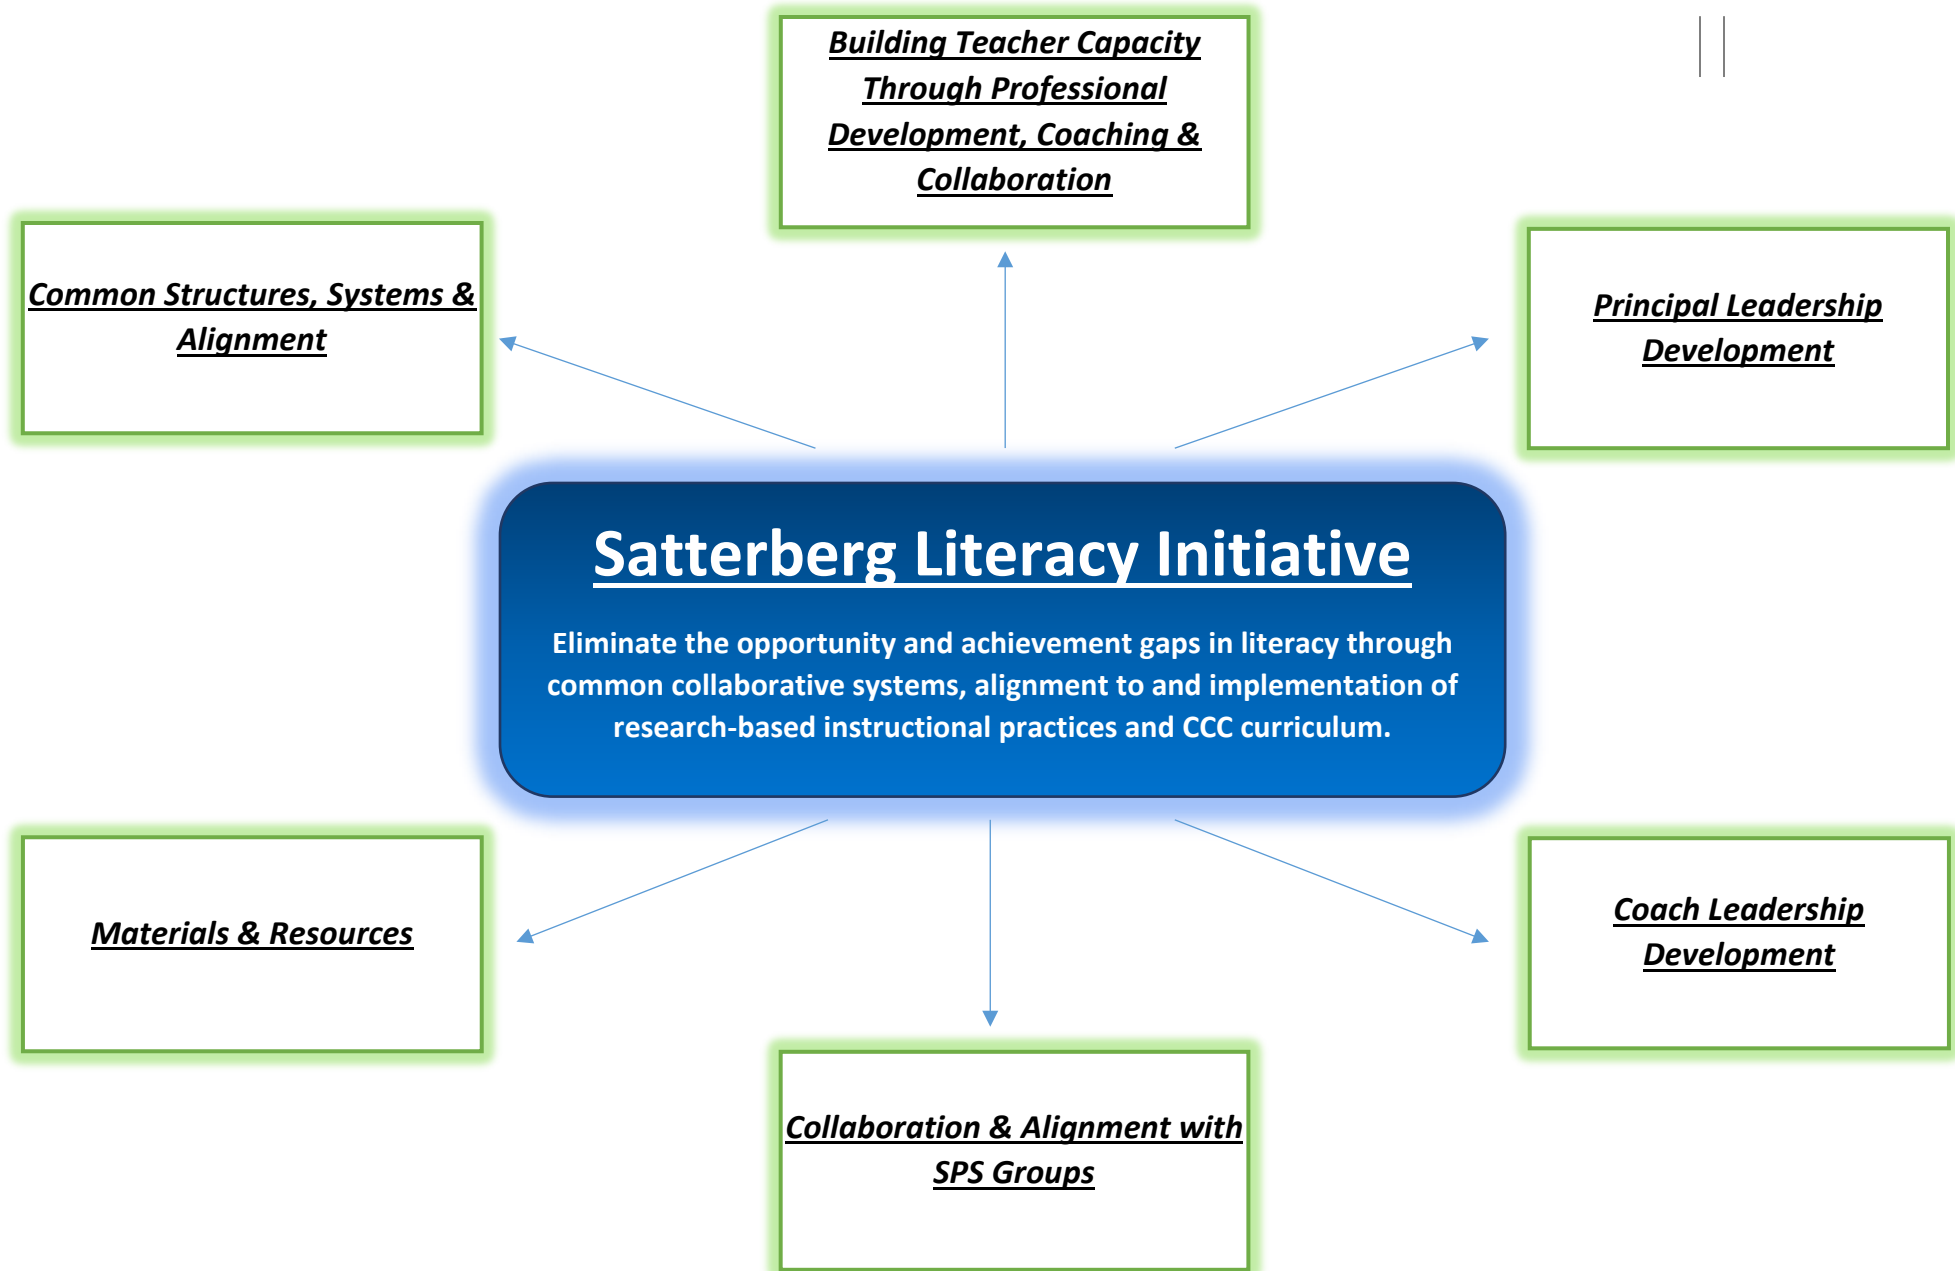 Building Teacher Capacity
Through Professional
Development, Coaching &
Collaboration
Common Structures, Systems &
Alignment
Principal Leadership
Development
Satterberg Literacy Initiative
Eliminate the opportunity and achievement gaps in literacy through
common collaborative systems, alignment to and implementation of
research-based instructional practices and CCC curriculum.
Materials & Resources
Coach Leadership
Development
Collaboration & Alignment with
SPS Groups